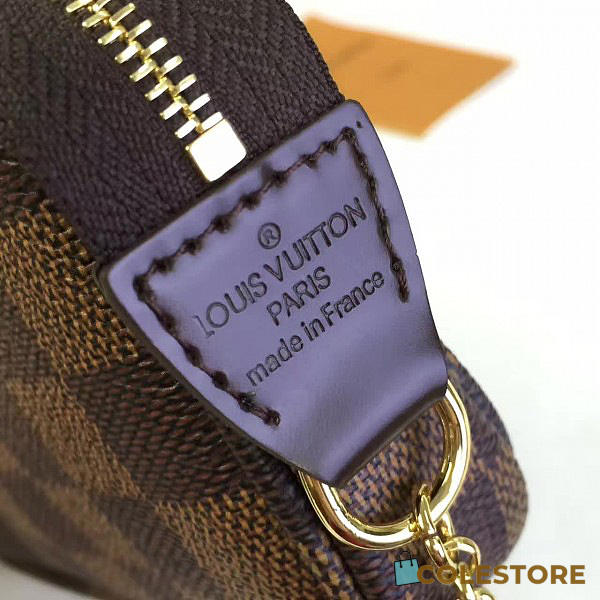 ®
LOUIS VUITTON
PARIS
made in France
COLESTORE